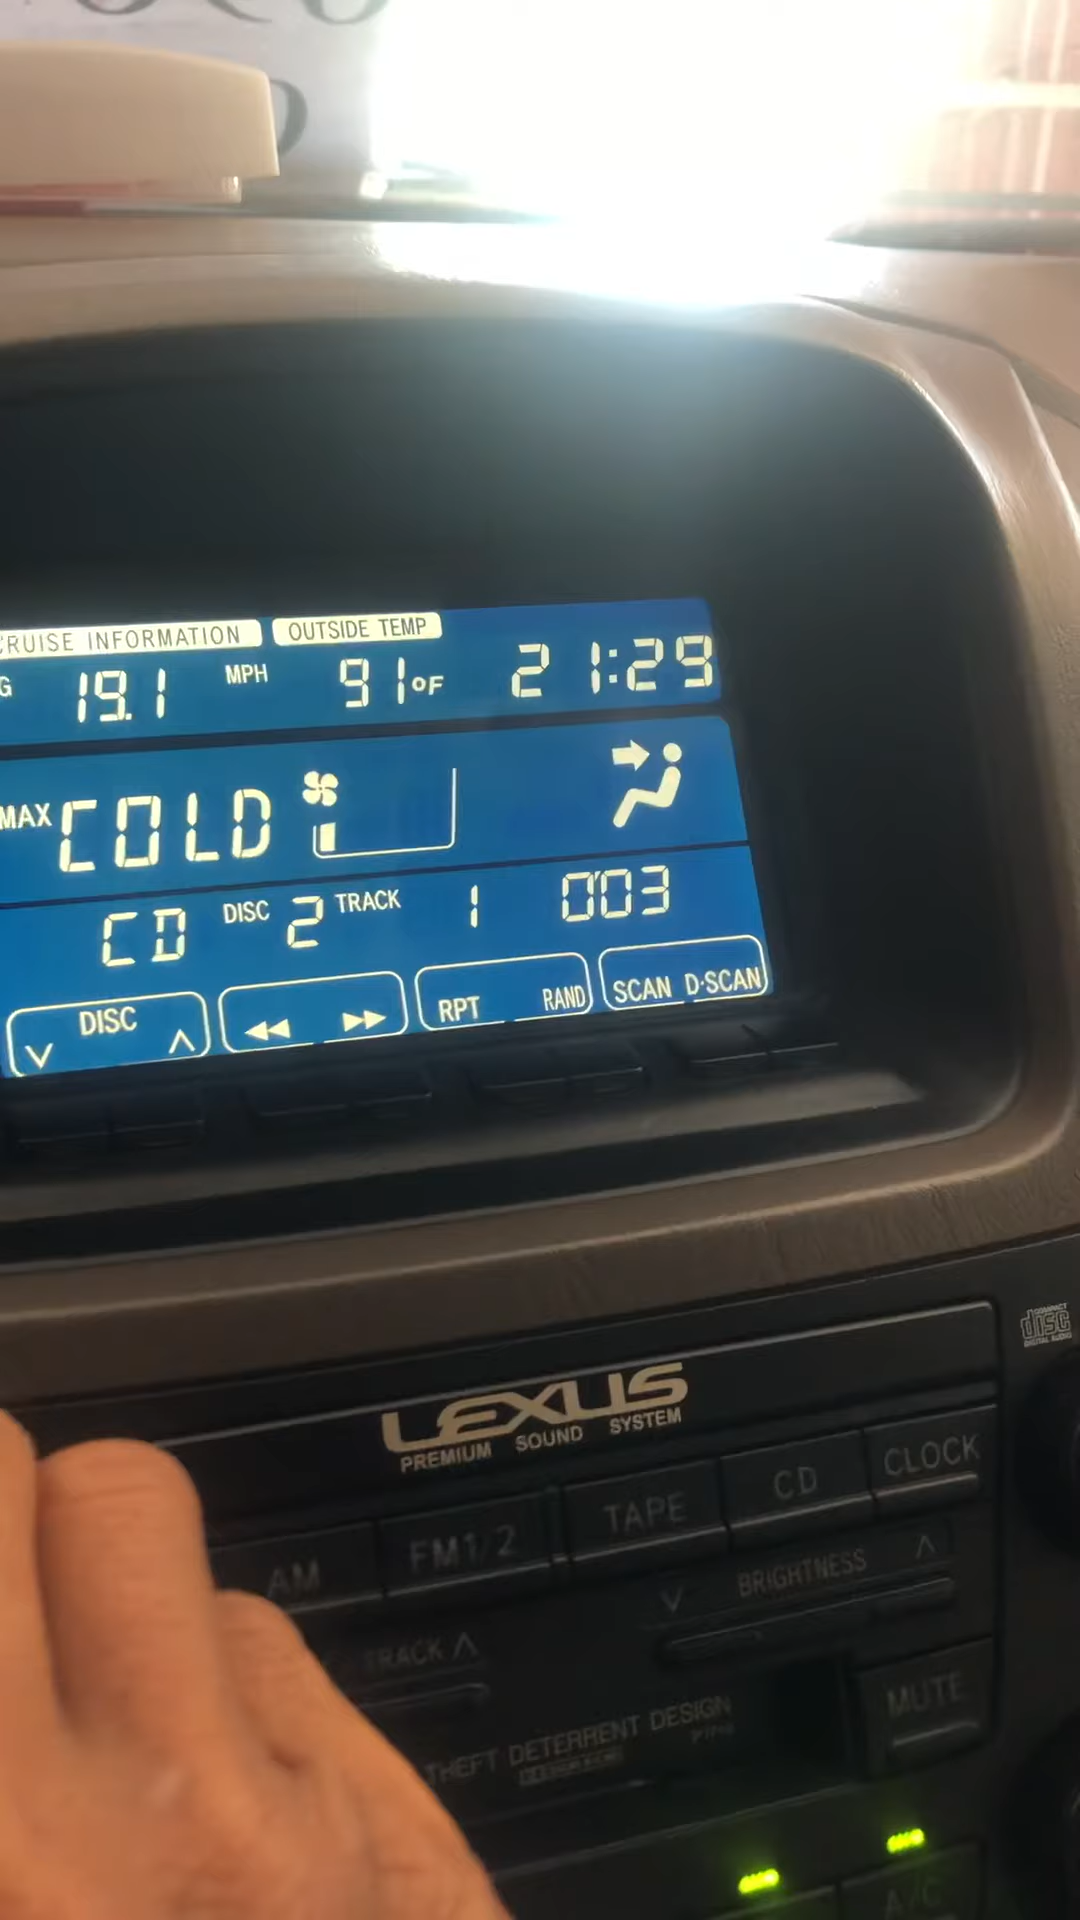 CRUISE INFORMATION OUTSIDE TEMP
G 19.1 MPH 91°F 21:29
MAX COLD
CD DISC 2 TRACK 1 0'03
DISC RPT RAND SCAN D·SCAN
COMPACT
disc
DIGITAL AUDIO
LEXUS
PREMIUM SOUND SYSTEM
AM FM1/2 TAPE CD CLOCK
BRIGHTNESS
TRACK
MUTE
THEFT DETERRENT DESIGN
A/C